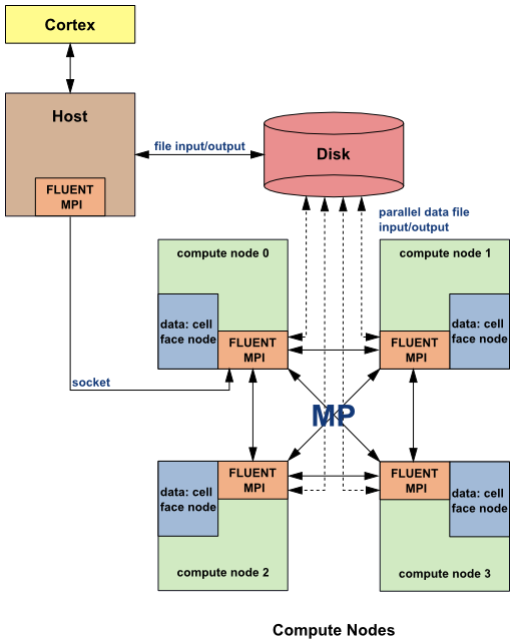 Cortex
Host
FLUENT
MPI
file input/output
Disk
parallel data file
input/output
compute node 0
data: cell
face node
FLUENT
MPI
compute node 1
data: cell
face node
FLUENT
MPI
socket
MP
FLUENT
MPI
data: cell
face node
compute node 2
FLUENT
MPI
data: cell
face node
compute node 3
Compute Nodes